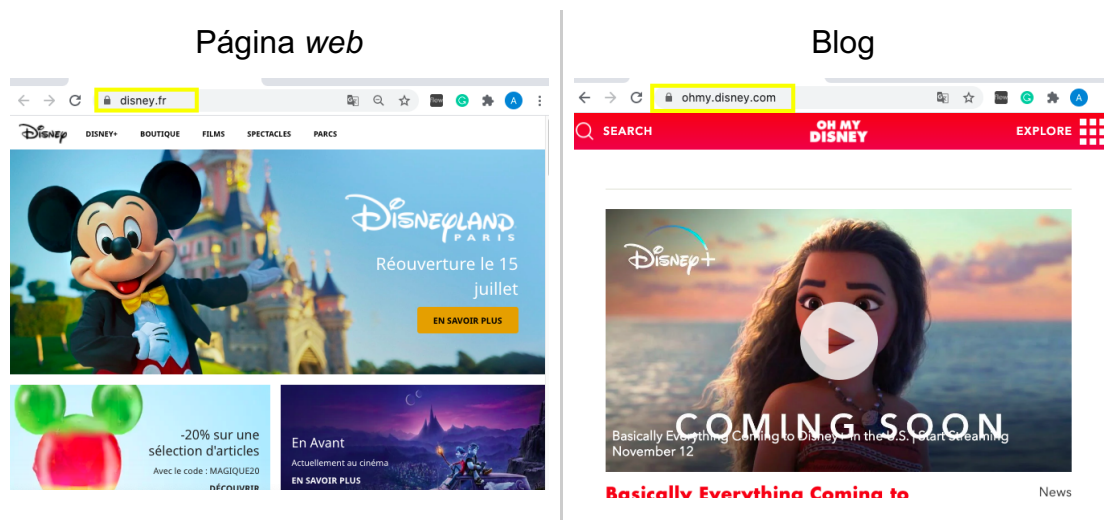 Página web
disney.fr
A
Disney DISNEY+ BOUTIQUE FILMS SPECTACLES PARCS
DISNEYLAND
PARIS
Réouverture le 15
juillet
EN SAVOIR PLUS
-20% sur une
sélection d'articles
Avec le code : MAGIQUE20
DÉCOUVRIR
En Avant
Actuellement au cinéma
EN SAVOIR PLUS
Blog
ohmy.disney.com
A
SEARCH
OH MY
DISNEY
EXPLORE
Disney+
COMING SOON
Basically Everything Coming to Disney+ in the U.S. | Start Streaming
November 12
Basically Everything Coming to
News